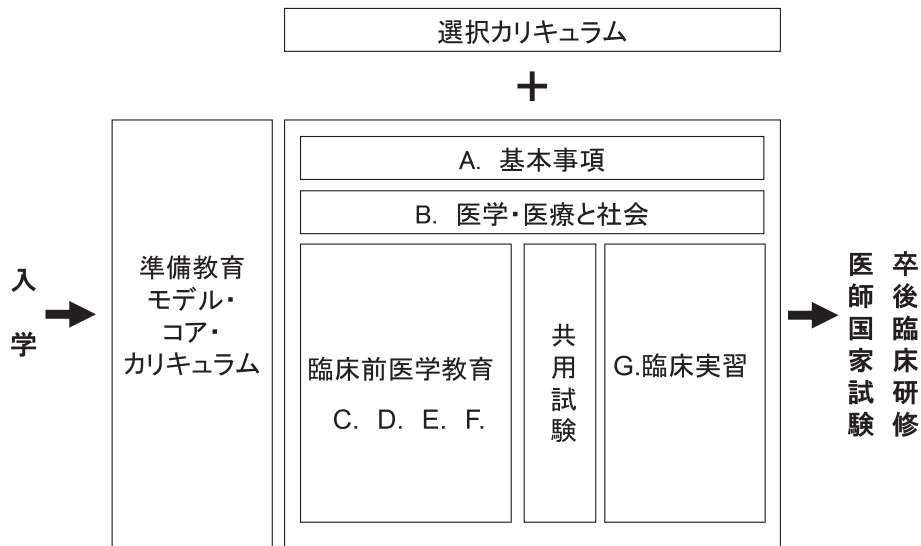 選択カリキュラム
+
A. 基本事項
B. 医学・医療と社会
入学
準備教育
モデル・
コア・
カリキュラム
臨床前医学教育
C. D. E. F.
共用試験
G.臨床実習
卒後臨床研修
医師国家試験